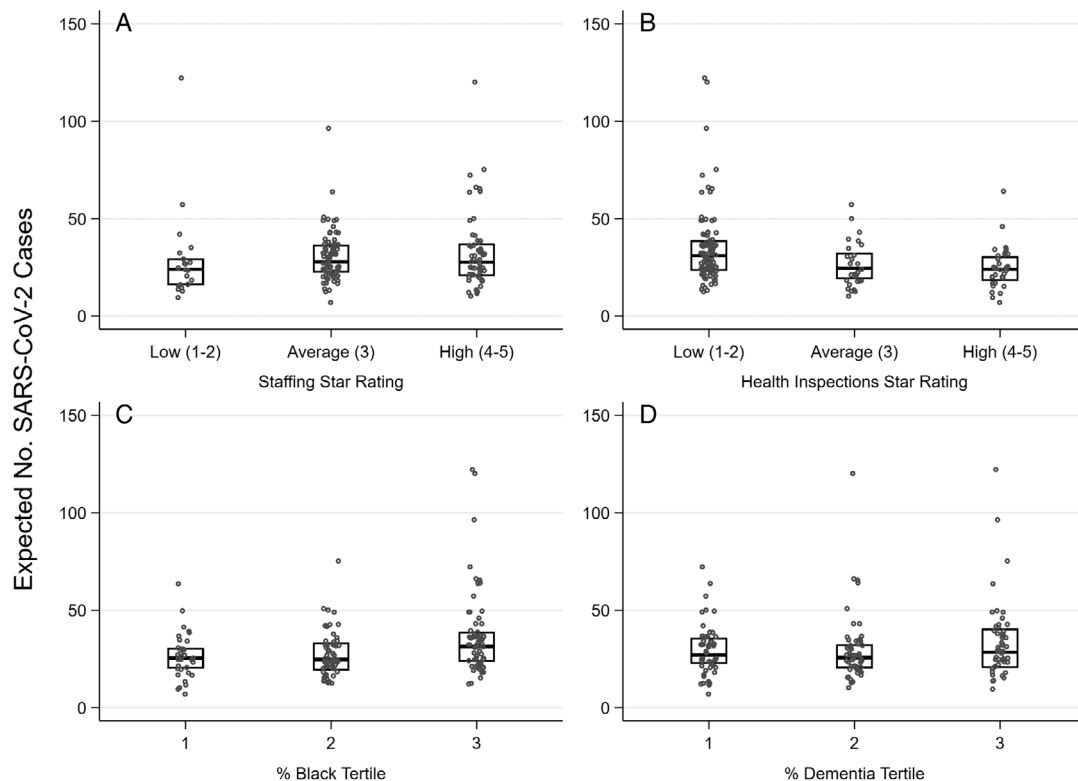 Expected No. SARS-CoV-2 Cases
A
150
100
50
0
Low (1-2) Average (3) High (4-5)
Staffing Star Rating
B
150
100
50
0
Low (1-2) Average (3) High (4-5)
Health Inspections Star Rating
C
150
100
50
0
1 2 3
% Black Tertile
D
150
100
50
0
1 2 3
% Dementia Tertile